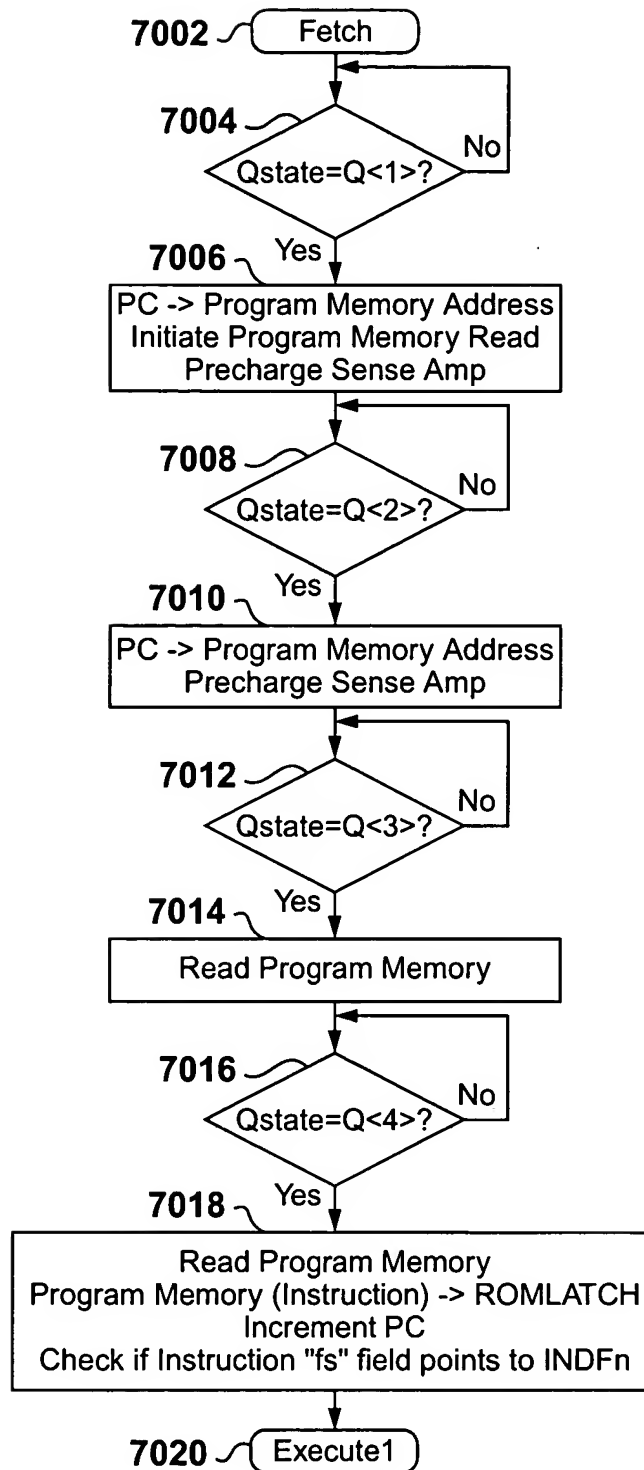 7002
Fetch
7004
Qstate=Q<1>?
No
Yes
7006
PC -> Program Memory Address
Initiate Program Memory Read
Precharge Sense Amp
7008
Qstate=Q<2>?
No
Yes
7010
PC -> Program Memory Address
Precharge Sense Amp
7012
Qstate=Q<3>?
No
Yes
7014
Read Program Memory
7016
Qstate=Q<4>?
No
Yes
7018
Read Program Memory
Program Memory (Instruction) -> ROMLATCH
Increment PC
Check if Instruction "fs" field points to INDFn
7020
Execute1